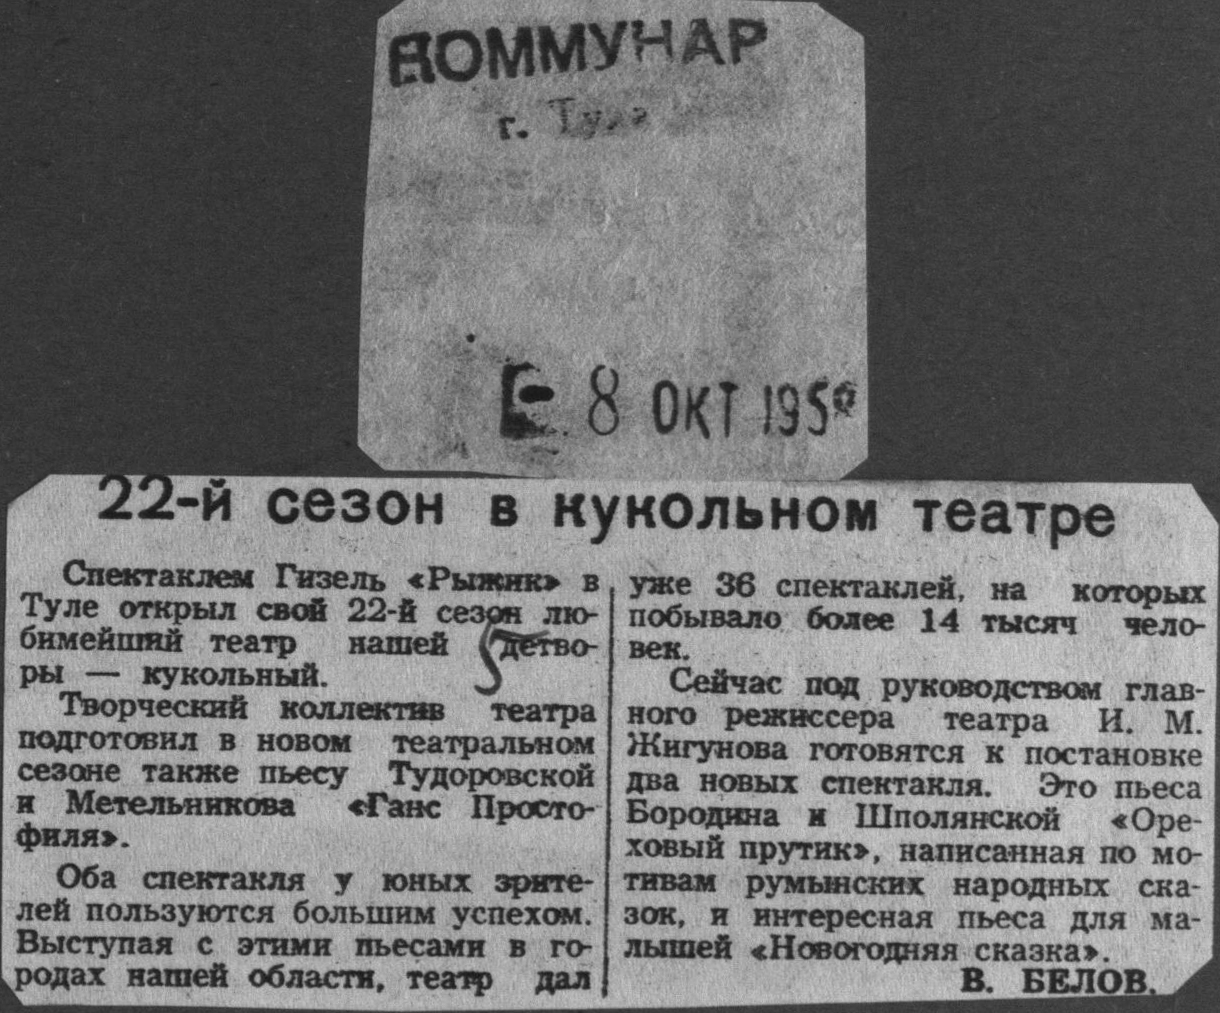 КОММУНАР
г. Тула
- 8 ОКТ 195
22-й сезон в кукольном театре
Спектаклем Гизель «Рыжик» в
Туле открыл свой 22-й сезон лю-
бимейший театр нашей детво-
ры — кукольный.
Творческий коллектив театра
подготовил в новом театральном
сезоне также пьесу Тудоровской
и Метельникова «Ганс Просто-
филя».
Оба спектакля у юных зрите-
лей пользуются большим успехом.
Выступая с этими пьесами в го-
родах нашей области, театр дал
уже 36 спектаклей, на которых
побывало более 14 тысяч чело-
век.
Сейчас под руководством глав-
ного режиссера театра И. М.
Жигунова готовятся к постановке
два новых спектакля. Это пьеса
Бородина и Шполянской «Оре-
ховый прутик», написанная по мо-
тивам румынских народных ска-
зок, и интересная пьеса для ма-
лышей «Новогодняя сказка».
В. БЕЛОВ.